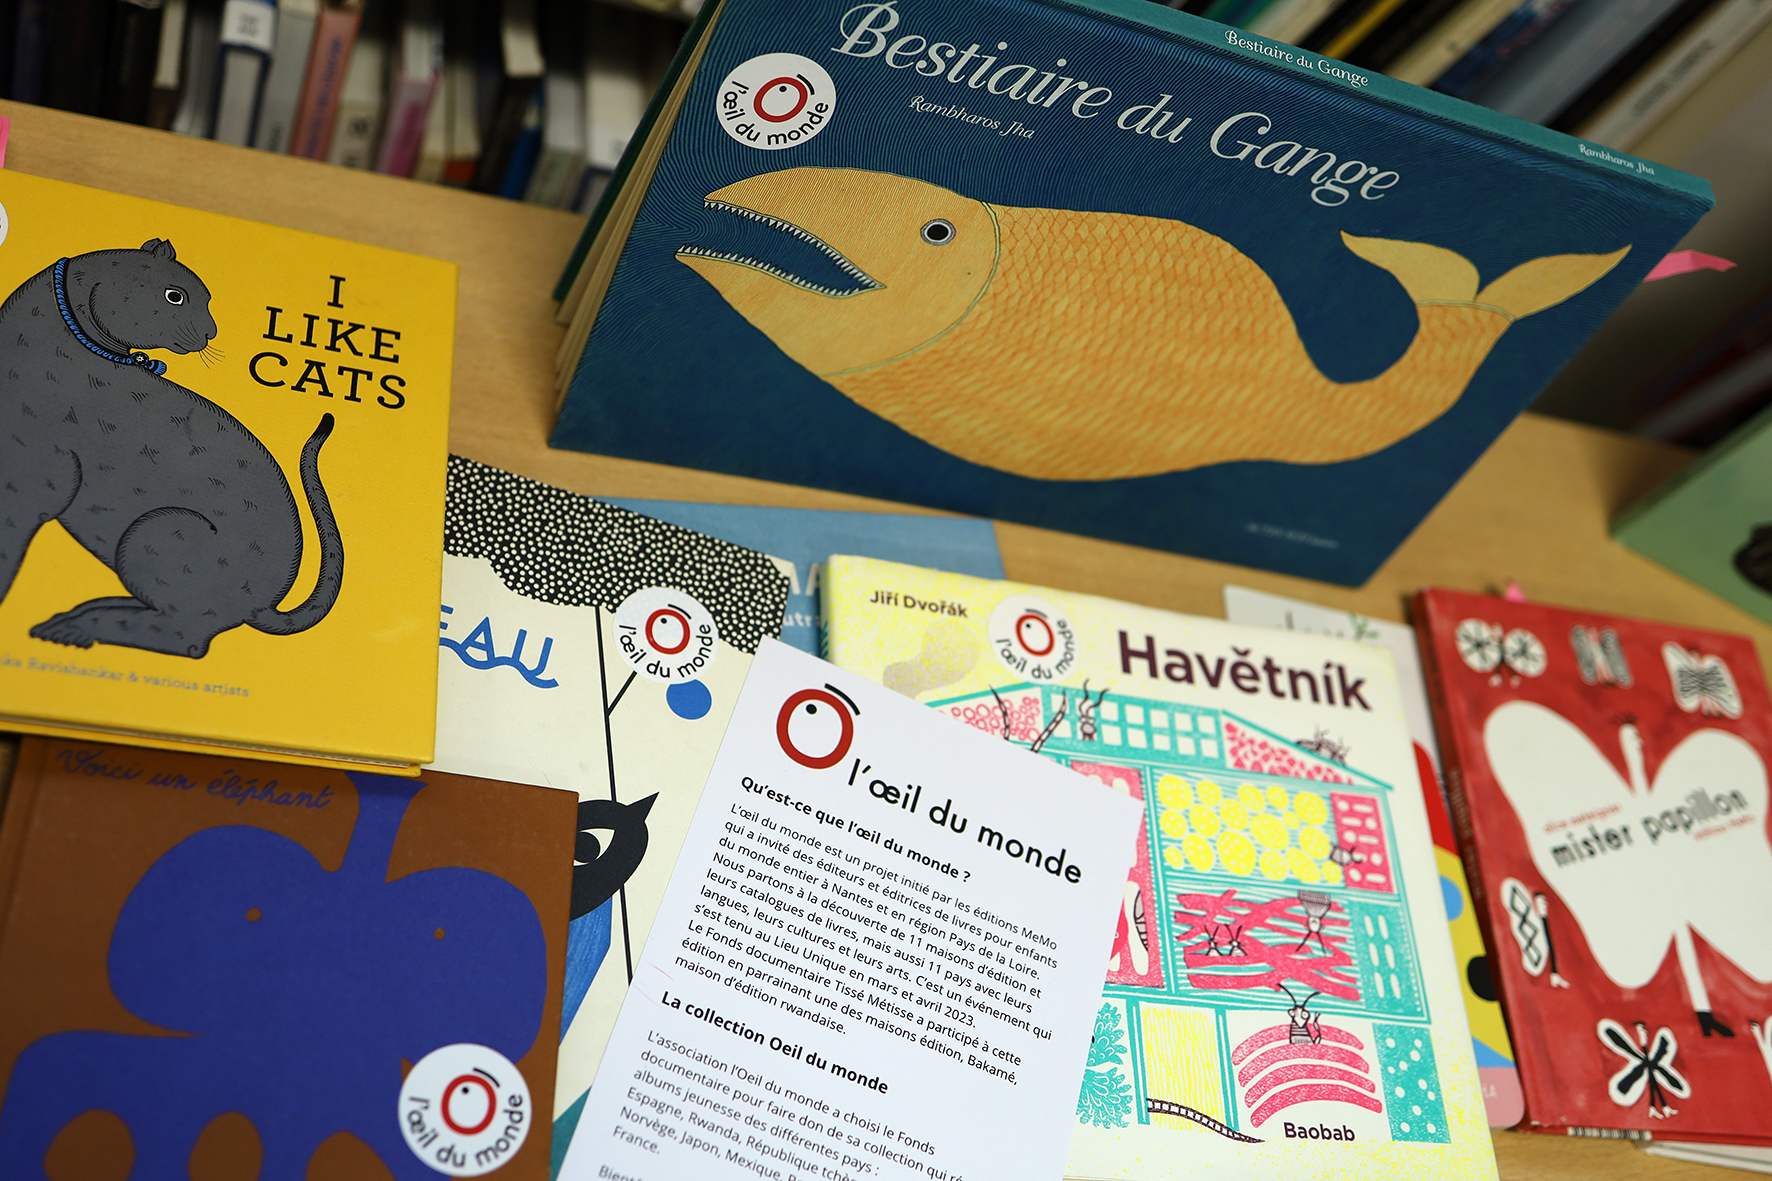 Bestiaire du Gange
Rambharos Jha
l'œil du monde
Bestiaire du Gange
Rambharos Jha
I
LIKE
CATS
Ravishankar & various artists
EAU
l'œil du monde
Jiří Dvořák
l'œil du monde
Havětník
Baobab
mister papillon
Voici un éléphant
l'œil du monde
l'œil du monde
Qu'est-ce que l'œil du monde ?
L'œil du monde est un projet initié par les éditions MeMo
qui a invité des éditeurs et éditrices de livres pour enfants
du monde entier à Nantes et en région Pays de la Loire.
Nous partons à la découverte de 11 maisons d'édition et
leurs catalogues de livres, mais aussi 11 pays avec leurs
langues, leurs cultures et leurs arts. C'est un événement qui
s'est tenu au Lieu Unique en mars et avril 2023.
Le Fonds documentaire Tissé Métisse a participé à cette
édition en parrainant une des maisons édition, Bakamé,
maison d'édition rwandaise.
La collection Oeil du monde
L'association l'Oeil du monde a choisi le Fonds
documentaire pour faire don de sa collection qui
albums jeunesse des différentes pays :
Espagne, Rwanda, République
Norvège, Japon, Mexique,
France.